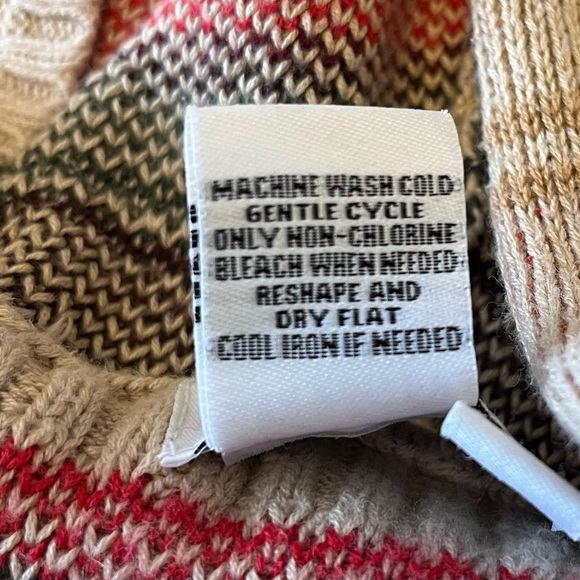 MACHINE WASH COLD
GENTLE CYCLE
ONLY NON-CHLORINE
BLEACH WHEN NEEDED
RESHAPE AND
DRY FLAT
COOL IRON IF NEEDED